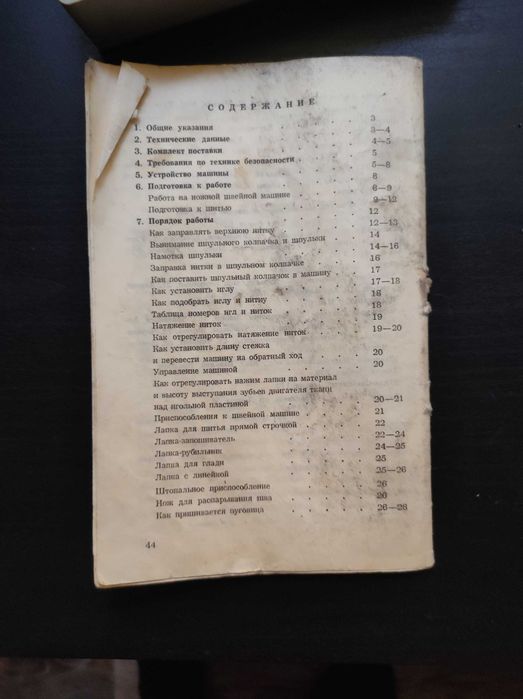 СОДЕРЖАНИЕ
1. Общие указания . . . . 3
2. Технические данные . . . . 3—4
3. Комплект поставки . . . . 4—5
4. Требования по технике безопасности . . . . 5
5. Устройство машины . . . . 5—8
6. Подготовка к работе . . . . 8
Работа на ножной швейной машине . . . . 8—9
Подготовка к шитью . . . . 9—12
7. Порядок работы . . . . 12
Как заправлять верхнюю нитку . . . . 12—13
Вынимание шпульного колпачка и шпульки . . . . 14
Намотка шпульки . . . . 14—16
Заправка нитки в шпульном колпачке . . . . 16
Как поставить шпульный колпачок в машину . . . . 17
Как установить иглу . . . . 17—18
Как подобрать иглу и нитку . . . . 18
Таблица номеров игл и ниток . . . . 18
Натяжение ниток . . . . 19
Как отрегулировать натяжение ниток . . . . 19—20
Как установить длину стежка
и перевести машину на обратный ход . . . . 20
Управление машиной . . . . 20
Как отрегулировать нажим лапки на материал
и высоту выступания зубьев двигателя ткани
над игольной пластиной . . . . 20—21
Приспособления к швейной машине . . . . 21
Лапка для шитья прямой строчкой . . . . 22
Лапка-запошиватель . . . . 22—24
Лапка-рубильник . . . . 24—25
Лапка для глади . . . . 25
Лапка с линейкой . . . . 25—26
Штопальное приспособление . . . . 26
Нож для распарывания шва . . . . 26
Как пришивается пуговица . . . . 26—28
44